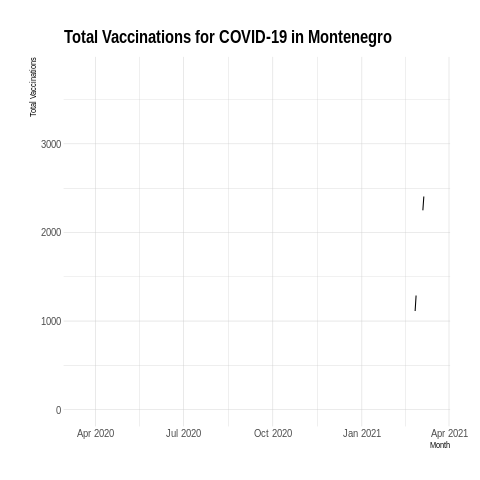 Total Vaccinations for COVID-19 in Montenegro
Total Vaccinations
3000
2000
1000
0
Apr 2020 Jul 2020 Oct 2020 Jan 2021 Apr 2021
Month